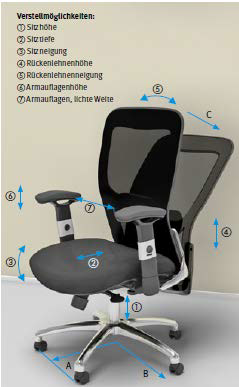 Verstellmöglichkeiten:
① Sitzhöhe
② Sitztiefe
③ Sitzneigung
④ Rückenlehnenhöhe
⑤ Rückenlehnenneigung
⑥ Armauflagenhöhe
⑦ Armauflagen, lichte Weite
⑤
C
⑥
⑦
④
③
②
①
A
B